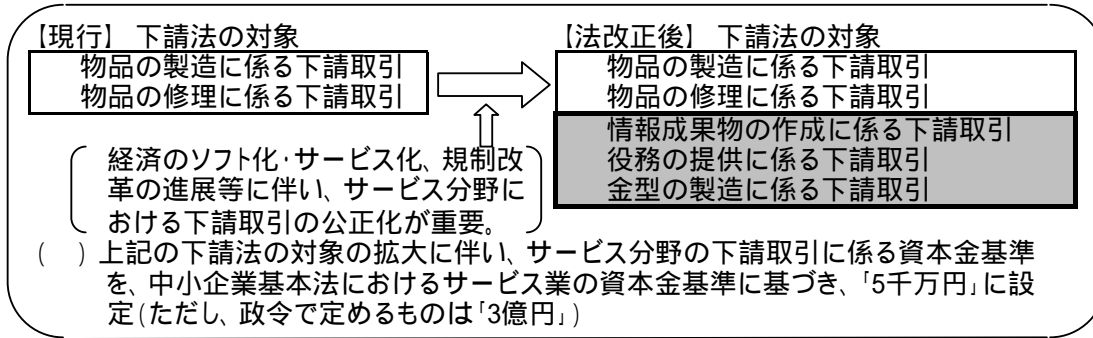 【現行】 下請法の対象
物品の製造に係る下請取引
物品の修理に係る下請取引
【法改正後】 下請法の対象
物品の製造に係る下請取引
物品の修理に係る下請取引
情報成果物の作成に係る下請取引
役務の提供に係る下請取引
金型の製造に係る下請取引
経済のソフト化・サービス化、規制改
革の進展等に伴い、サービス分野に
おける下請取引の公正化が重要。
(　) 上記の下請法の対象の拡大に伴い、サービス分野の下請取引に係る資本金基準
を、中小企業基本法におけるサービス業の資本金基準に基づき、「5千万円」に設
定(ただし、政令で定めるものは「3億円」)